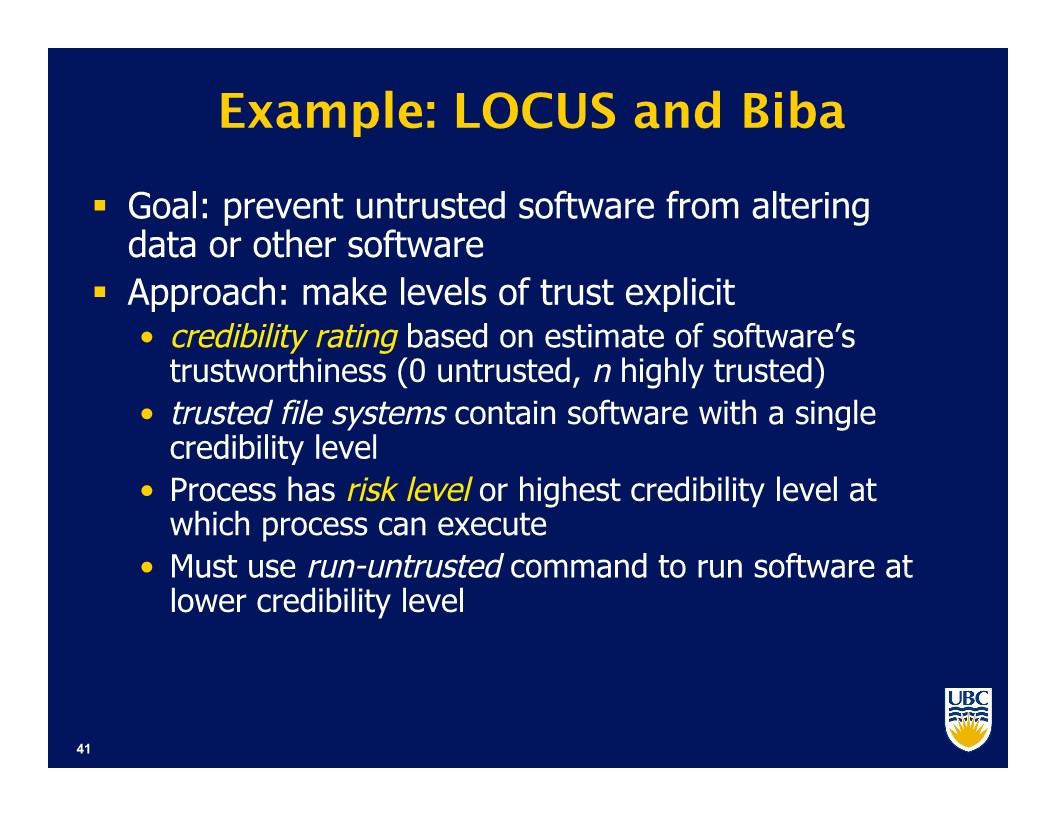 Example: LOCUS and Biba
▪ Goal: prevent untrusted software from altering
data or other software
▪ Approach: make levels of trust explicit
• credibility rating based on estimate of software’s
trustworthiness (0 untrusted, n highly trusted)
• trusted file systems contain software with a single
credibility level
• Process has risk level or highest credibility level at
which process can execute
• Must use run-untrusted command to run software at
lower credibility level
UBC
41